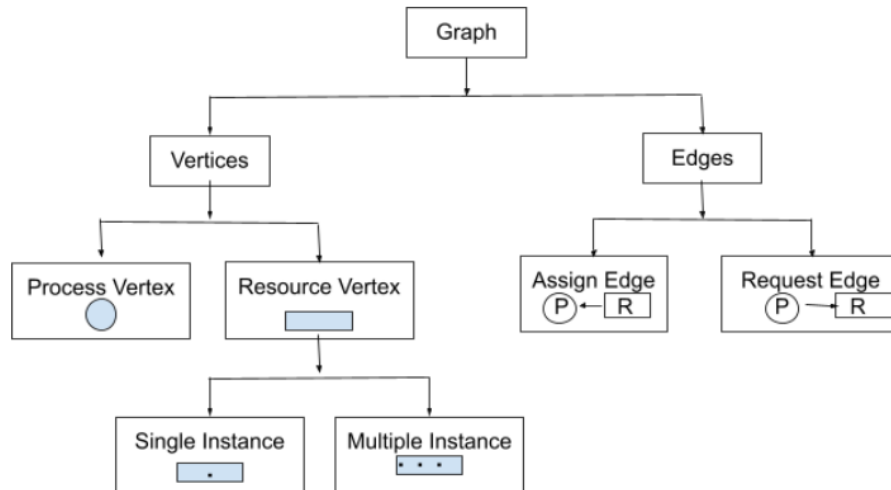 Graph
Vertices
Edges
Process Vertex
Resource Vertex
Assign Edge
P
R
Request Edge
P
R
Single Instance
Multiple Instance